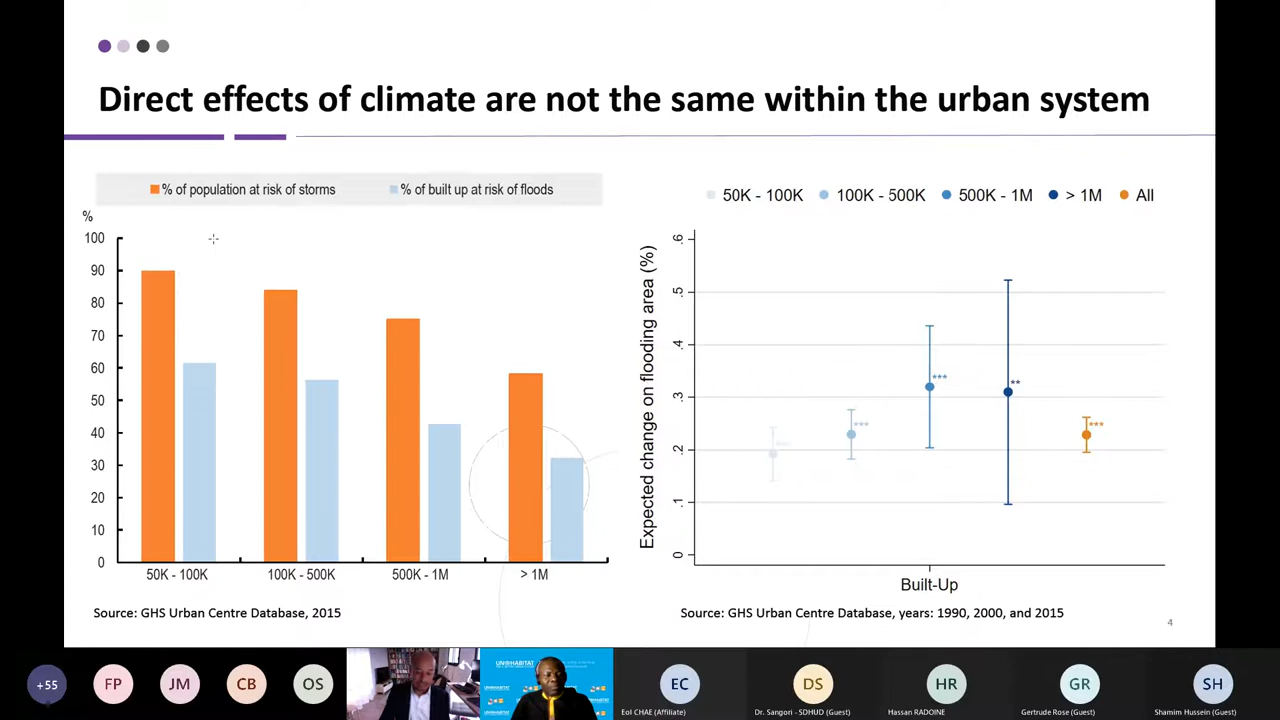 Direct effects of climate are not the same within the urban system
% of population at risk of storms % of built up at risk of floods
%
100
90
80
70
60
50
40
30
20
10
0
50K - 100K 100K - 500K 500K - 1M > 1M
Source: GHS Urban Centre Database, 2015
50K - 100K 100K - 500K 500K - 1M > 1M All
Expected change on flooding area (%)
.6
.5
.4
.3
.2
.1
0
***
***
***
**
***
Built-Up
Source: GHS Urban Centre Database, years: 1990, 2000, and 2015
4
+55 FP JM CB OS EC DS HR GR SH
UN HABITAT
Eol CHAE (Affiliate) Dr. Sangori - SDHUD (Guest) Hassan RADOINE Gertrude Rose (Guest) Shamim Hussein (Guest)